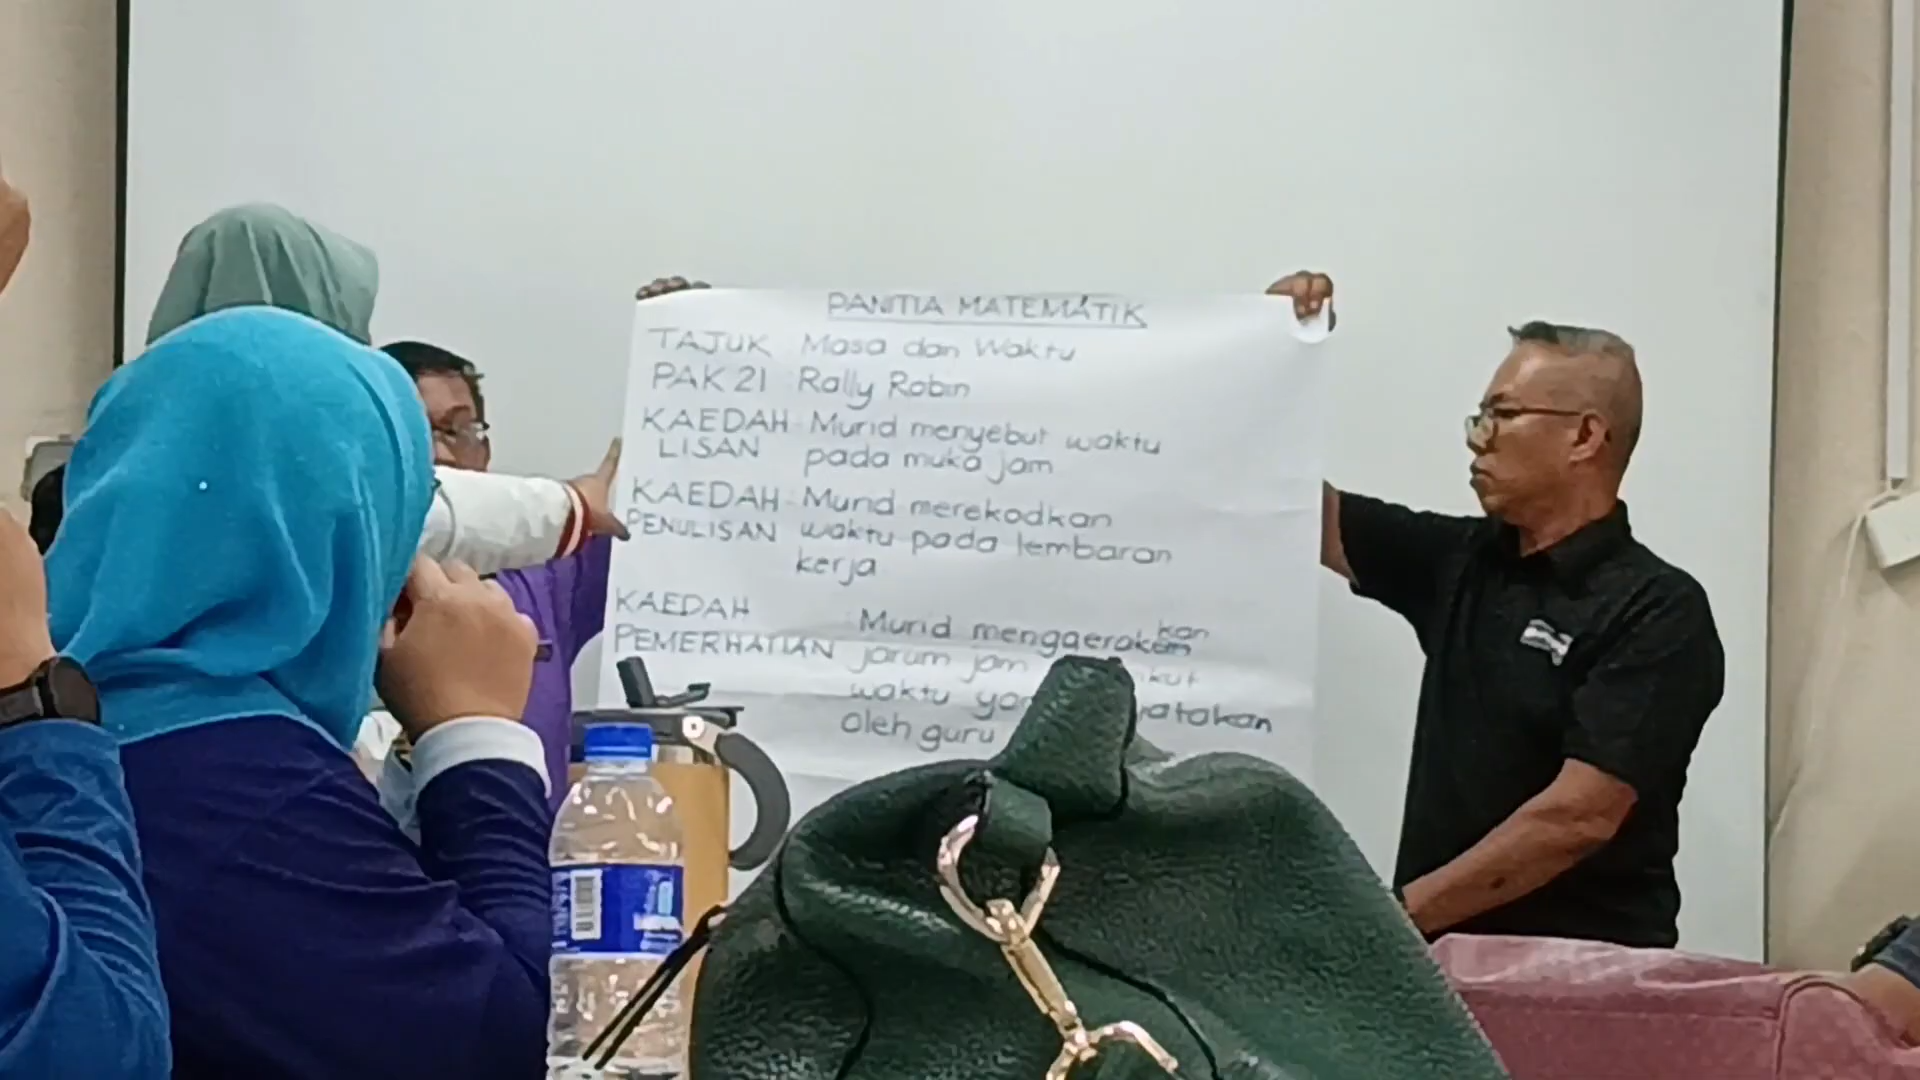 PANITIA MATEMATIK
TAJUK : Masa dan Waktu
PAK 21 : Rally Robin
KAEDAH : Murid menyebut waktu
LISAN pada muka jam
KAEDAH : Murid merekodkan
PENULISAN waktu pada lembaran
kerja
KAEDAH : Murid menggerakkan
PEMERHATIAN jarum jam
waktu
oleh guru